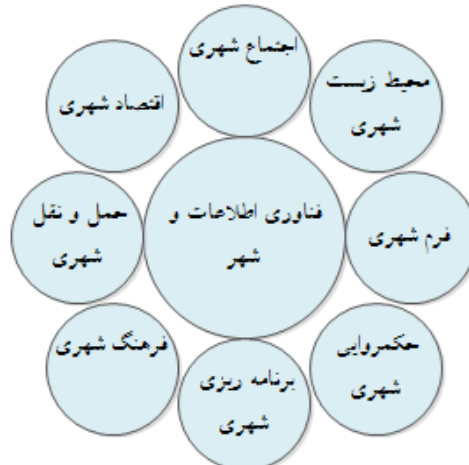 اجتماع شهری
محیط زیست
شهری
اقتصاد شهری
فناوری اطلاعات و
شهر
حمل و نقل
شهری
فرم شهری
فرهنگ شهری
حکمروایی
شهری
برنامه ریزی
شهری